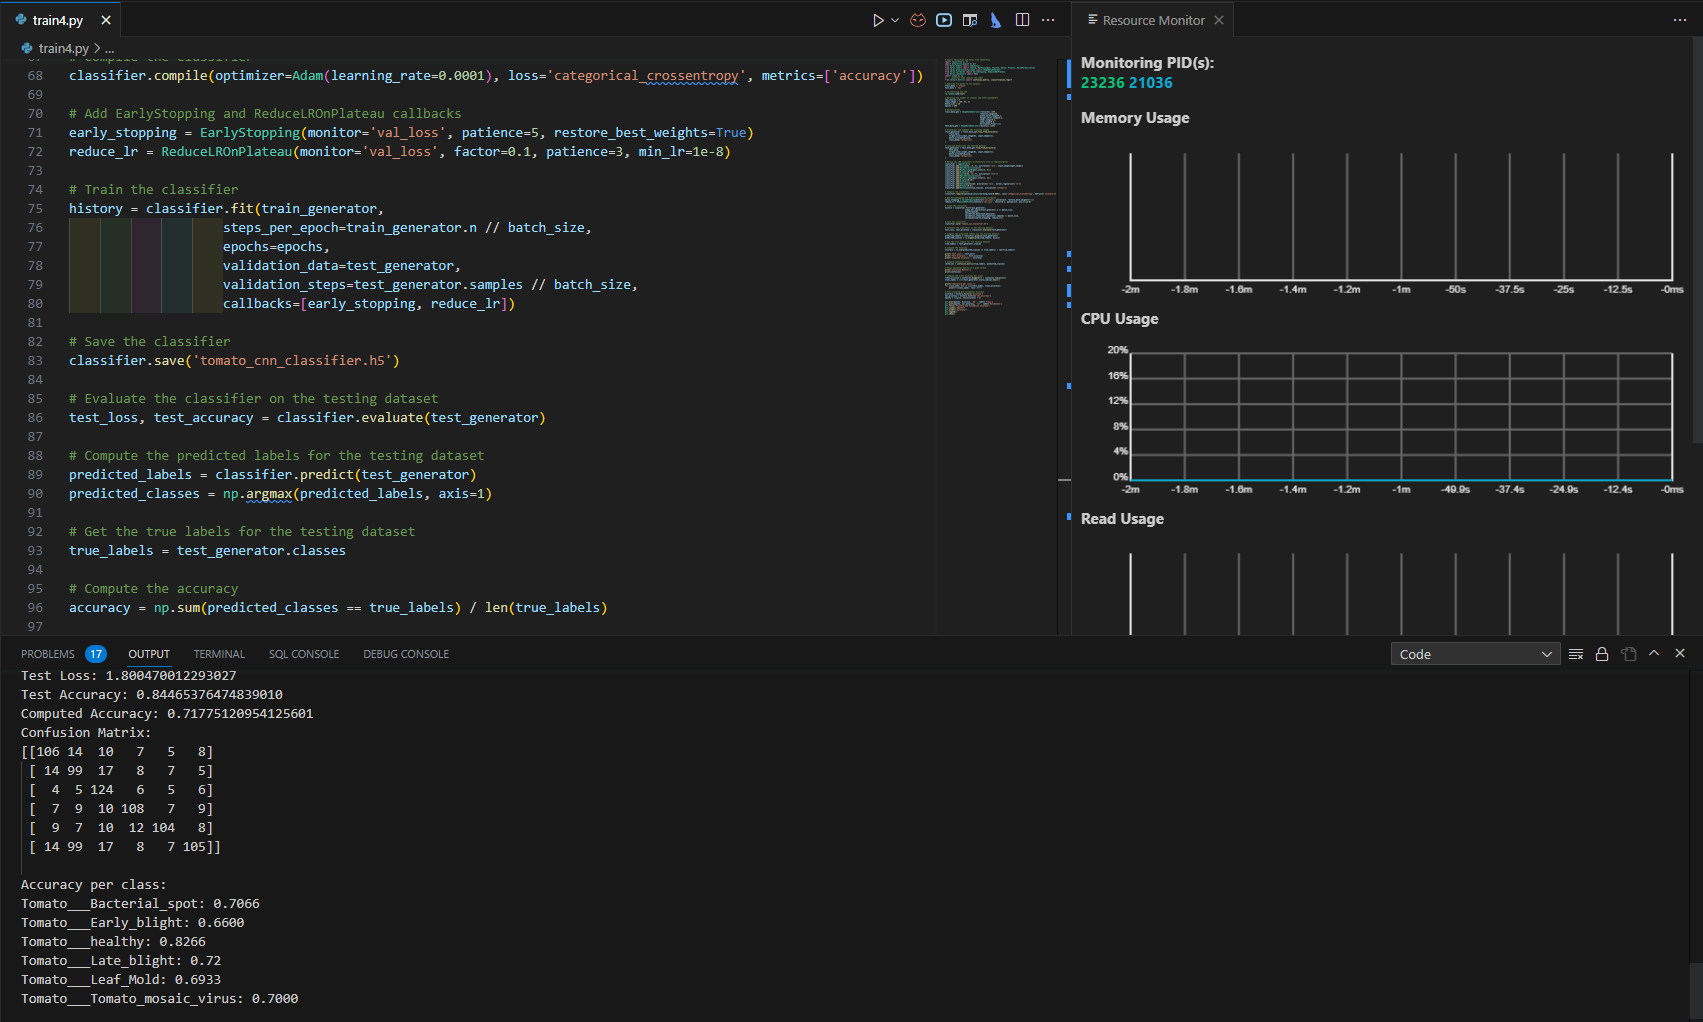 train4.py
Resource Monitor
train4.py > ...
67 # Compile the classifier
68 classifier.compile(optimizer=Adam(learning_rate=0.0001), loss='categorical_crossentropy', metrics=['accuracy'])
69
70 # Add EarlyStopping and ReduceLROnPlateau callbacks
71 early_stopping = EarlyStopping(monitor='val_loss', patience=5, restore_best_weights=True)
72 reduce_lr = ReduceLROnPlateau(monitor='val_loss', factor=0.1, patience=3, min_lr=1e-8)
73
74 # Train the classifier
75 history = classifier.fit(train_generator,
76 steps_per_epoch=train_generator.n // batch_size,
77 epochs=epochs,
78 validation_data=test_generator,
79 validation_steps=test_generator.samples // batch_size,
80 callbacks=[early_stopping, reduce_lr])
81
82 # Save the classifier
83 classifier.save('tomato_cnn_classifier.h5')
84
85 # Evaluate the classifier on the testing dataset
86 test_loss, test_accuracy = classifier.evaluate(test_generator)
87
88 # Compute the predicted labels for the testing dataset
89 predicted_labels = classifier.predict(test_generator)
90 predicted_classes = np.argmax(predicted_labels, axis=1)
91
92 # Get the true labels for the testing dataset
93 true_labels = test_generator.classes
94
95 # Compute the accuracy
96 accuracy = np.sum(predicted_classes == true_labels) / len(true_labels)
97
Monitoring PID(s):
23236 21036
Memory Usage
-2m -1.8m -1.6m -1.4m -1.2m -1m -50s -37.5s -25s -12.5s -0ms
CPU Usage
20%
16%
12%
8%
4%
0%
-2m -1.8m -1.6m -1.4m -1.2m -1m -49.9s -37.4s -24.9s -12.4s -0ms
Read Usage
PROBLEMS 17 OUTPUT TERMINAL SQL CONSOLE DEBUG CONSOLE
Code
Test Loss: 1.800470012293027
Test Accuracy: 0.84465376474839010
Computed Accuracy: 0.71775120954125601
Confusion Matrix:
[[106 14 10 7 5 8]
[ 14 99 17 8 7 5]
[ 4 5 124 6 5 6]
[ 7 9 10 108 7 9]
[ 9 7 10 12 104 8]
[ 14 99 17 8 7 105]]
Accuracy per class:
Tomato___Bacterial_spot: 0.7066
Tomato___Early_blight: 0.6600
Tomato___healthy: 0.8266
Tomato___Late_blight: 0.72
Tomato___Leaf_Mold: 0.6933
Tomato___Tomato_mosaic_virus: 0.7000